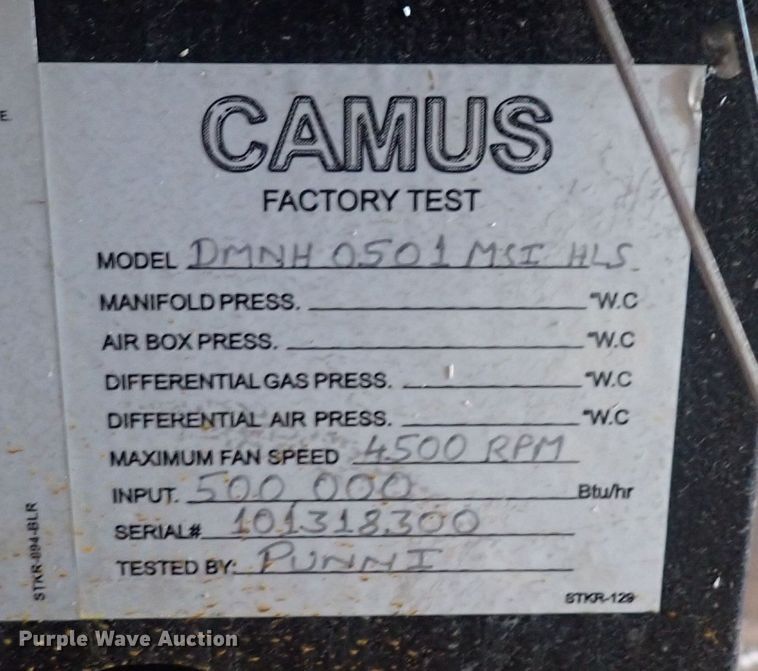 E.
CAMUS
FACTORY TEST
MODEL DMNH 0501 MSI HLS
MANIFOLD PRESS. "W.C
AIR BOX PRESS. "W.C
DIFFERENTIAL GAS PRESS. "W.C
DIFFERENTIAL AIR PRESS. "W.C
MAXIMUM FAN SPEED 4500 RPM
INPUT. 500,000 Btu/hr
SERIAL# 101318300
TESTED BY: PUNNI
STKR-129
STKR-094-BLR
Purple Wave Auction